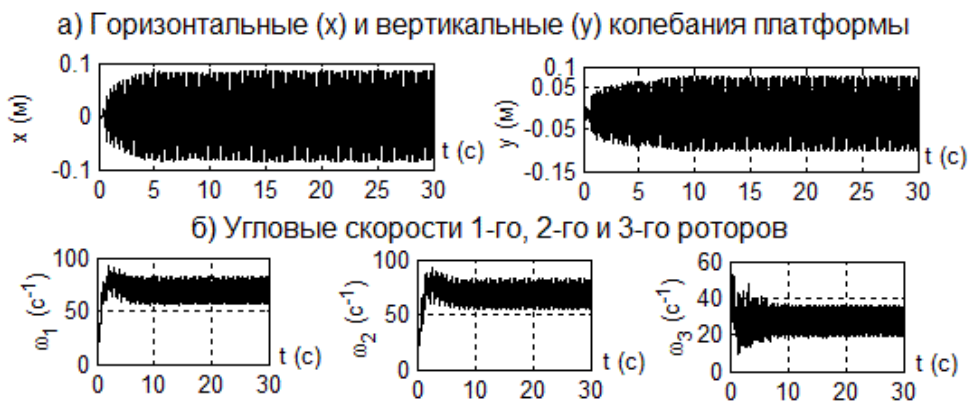 а) Горизонтальные (x) и вертикальные (y) колебания платформы
0.1
0
-0.1
x (м)
0 5 10 15 20 25 30
t (с)
0.1
0.05
-0.05
-0.15
y (м)
0 5 10 15 20 25 30
t (с)
б) Угловые скорости 1-го, 2-го и 3-го роторов
100
50
0
ω1 (с-1)
0 10 20 30
t (с)
100
50
0
ω2 (с-1)
0 10 20 30
t (с)
60
40
20
0
ω3 (с-1)
0 10 20 30
t (с)